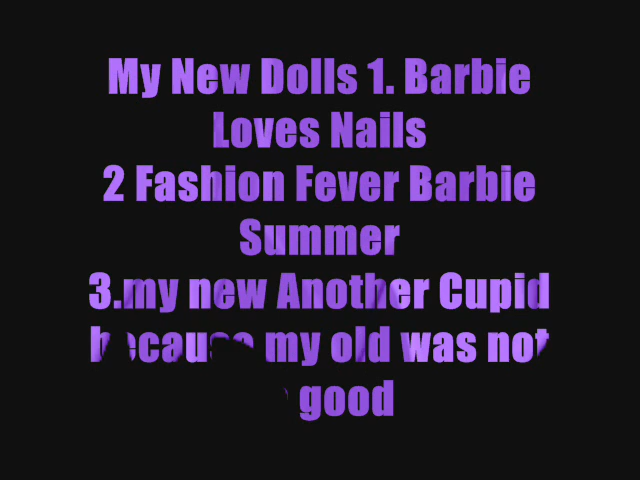 My New Dolls 1. Barbie
Loves Nails
2 Fashion Fever Barbie
Summer
3.my new Another Cupid
because my old was not
good